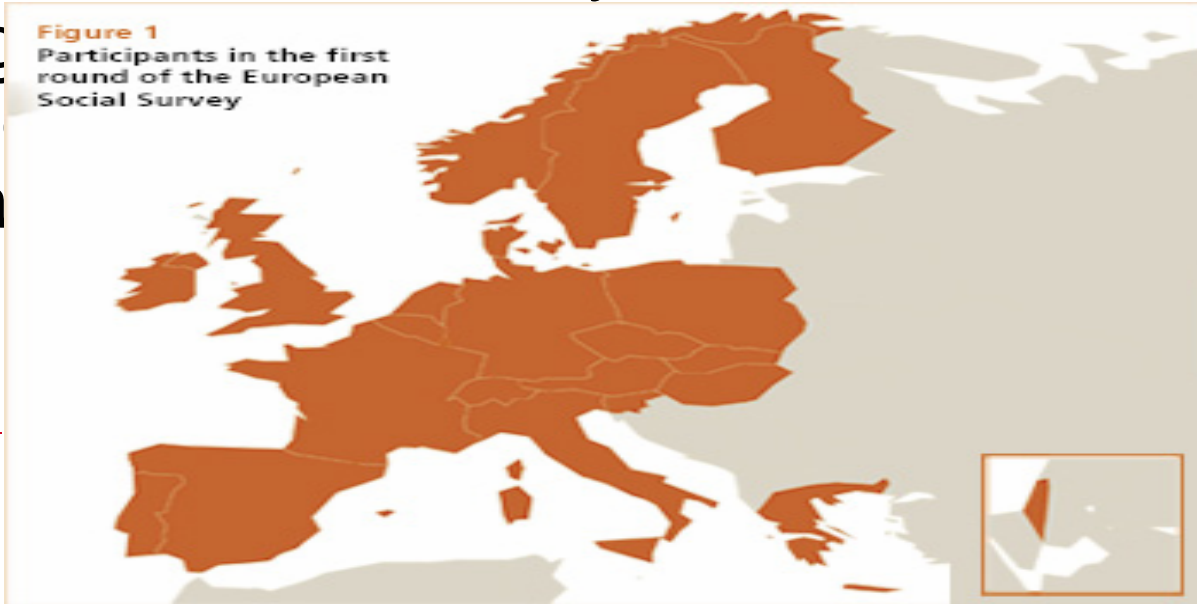 Figure 1
Participants in the first
round of the European
Social Survey